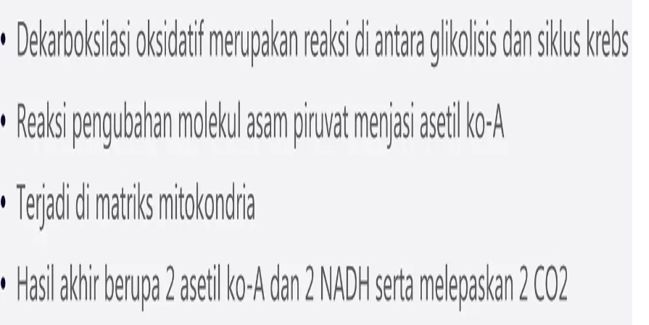 • Dekarboksilasi oksidatif merupakan reaksi di antara glikolisis dan siklus krebs
• Reaksi pengubahan molekul asam piruvat menjasi asetil ko-A
• Terjadi di matriks mitokondria
• Hasil akhir berupa 2 asetil ko-A dan 2 NADH serta melepaskan 2 CO2